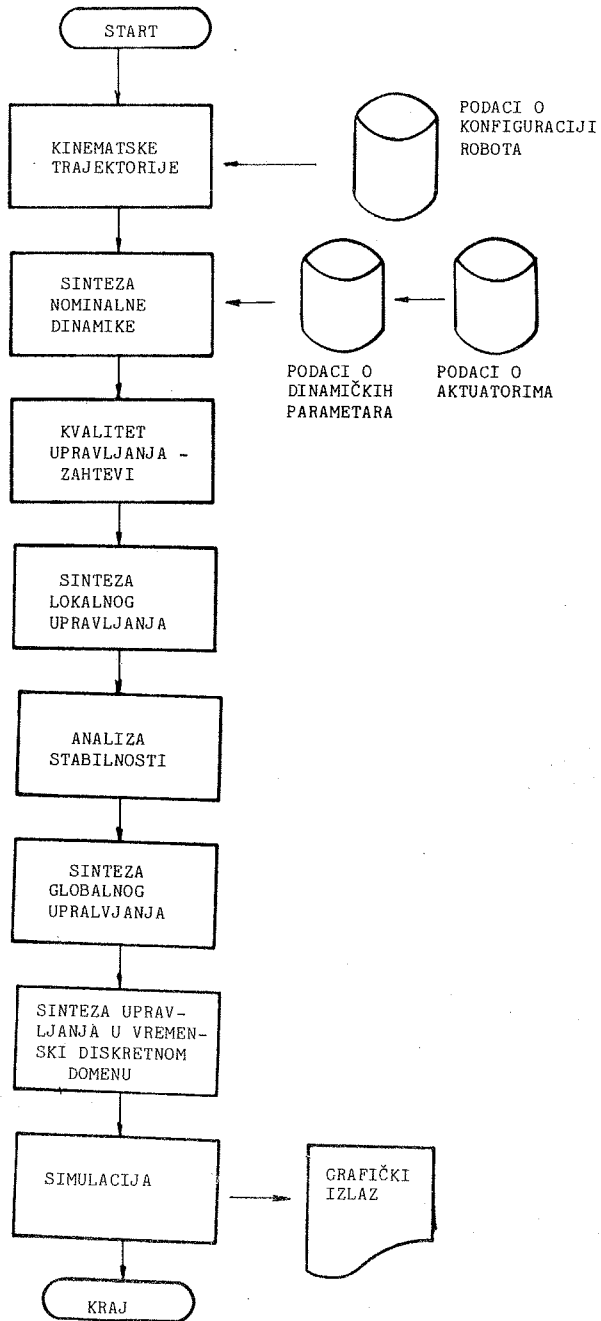 START
KINEMATSKE
TRAJEKTORIJE
PODACI O
KONFIGURACIJI
ROBOTA
SINTEZA
NOMINALNE
DINAMIKE
PODACI O
DINAMIČKIH
PARAMETARA
PODACI O
AKTUATORIMA
KVALITET
UPRAVLJANJA -
ZAHTEVI
SINTEZA
LOKALNOG
UPRAVLJANJA
ANALIZA
STABILNOSTI
SINTEZA
GLOBALNOG
UPRALVJANJA
SINTEZA UPRAV-
LJANJA U VREMEN-
SKI DISKRETNOM
DOMENU
SIMULACIJA
GRAFIČKI
IZLAZ
KRAJ